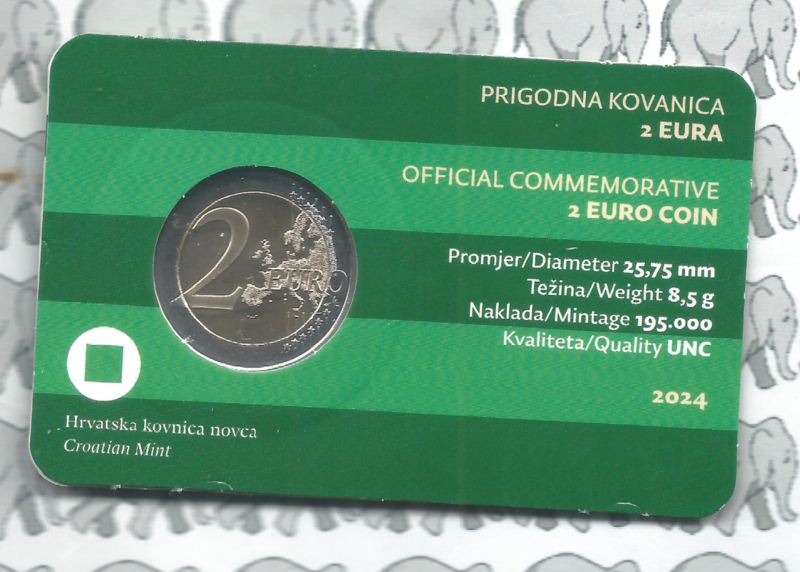 PRIGODNA KOVANICA
2 EURA
OFFICIAL COMMEMORATIVE
2 EURO COIN
Promjer/Diameter 25,75 mm
Težina/Weight 8,5 g
Naklada/Mintage 195.000
Kvaliteta/Quality UNC
2024
2 EURO
Hrvatska kovnica novca
Croatian Mint